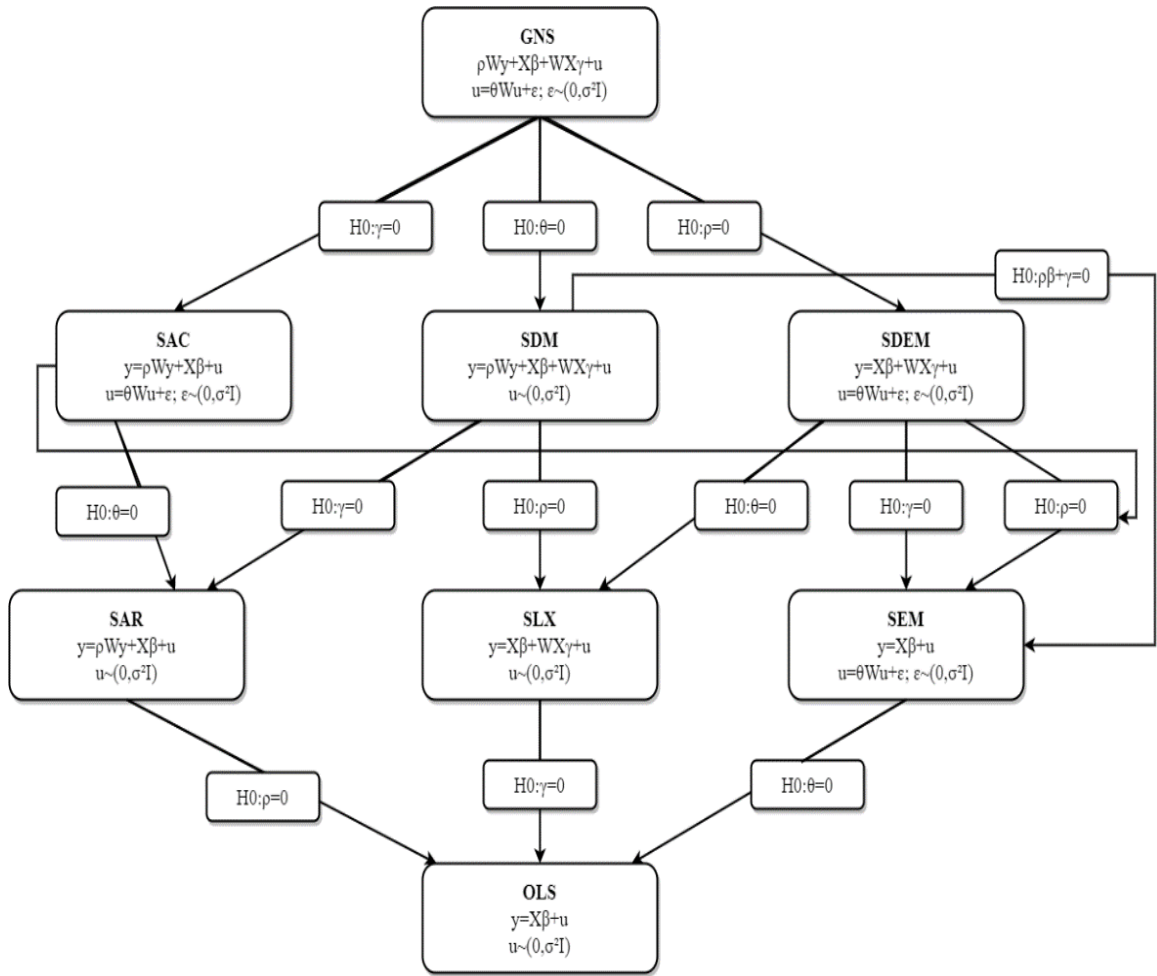 GNS
ρWy+Xβ+WXγ+u
u=θWu+ε; ε~(0,σ²I)
H0:γ=0
H0:θ=0
H0:ρ=0
H0:ρβ+γ=0
SAC
y=ρWy+Xβ+u
u=θWu+ε; ε~(0,σ²I)
SDM
y=ρWy+Xβ+WXγ+u
u~(0,σ²I)
SDEM
y=Xβ+WXγ+u
u=θWu+ε; ε~(0,σ²I)
H0:θ=0
H0:γ=0
H0:ρ=0
H0:θ=0
H0:γ=0
H0:ρ=0
SAR
y=ρWy+Xβ+u
u~(0,σ²I)
SLX
y=Xβ+WXγ+u
u~(0,σ²I)
SEM
y=Xβ+u
u=θWu+ε; ε~(0,σ²I)
H0:ρ=0
H0:γ=0
H0:θ=0
OLS
y=Xβ+u
u~(0,σ²I)